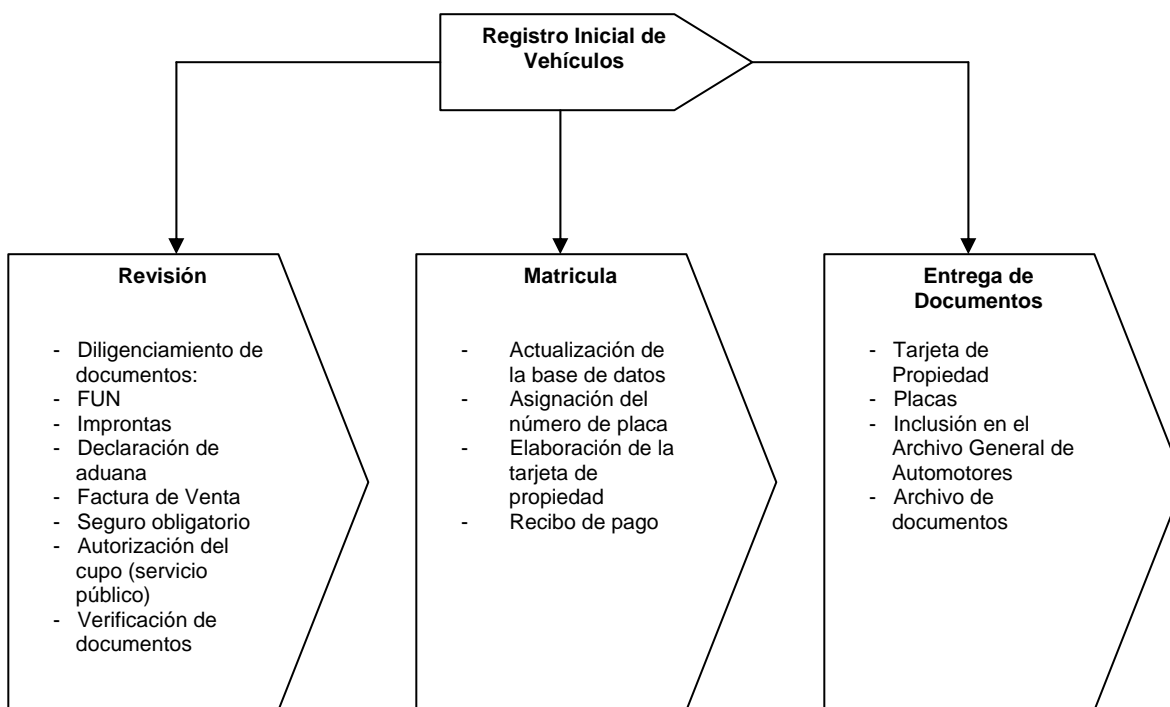 Registro Inicial de
Vehículos
Revisión
- Diligenciamiento de
documentos:
- FUN
- Improntas
- Declaración de
aduana
- Factura de Venta
- Seguro obligatorio
- Autorización del
cupo (servicio
público)
- Verificación de
documentos
Matricula
- Actualización de
la base de datos
- Asignación del
número de placa
- Elaboración de la
tarjeta de
propiedad
- Recibo de pago
Entrega de
Documentos
- Tarjeta de
Propiedad
- Placas
- Inclusión en el
Archivo General de
Automotores
- Archivo de
documentos